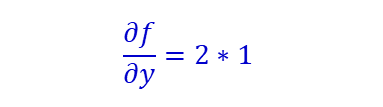 ∂f/∂y = 2 * 1